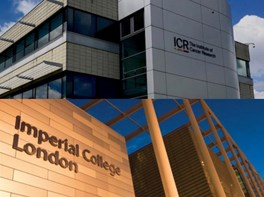 ICR The Institute of
Cancer Research
Imperial College
London